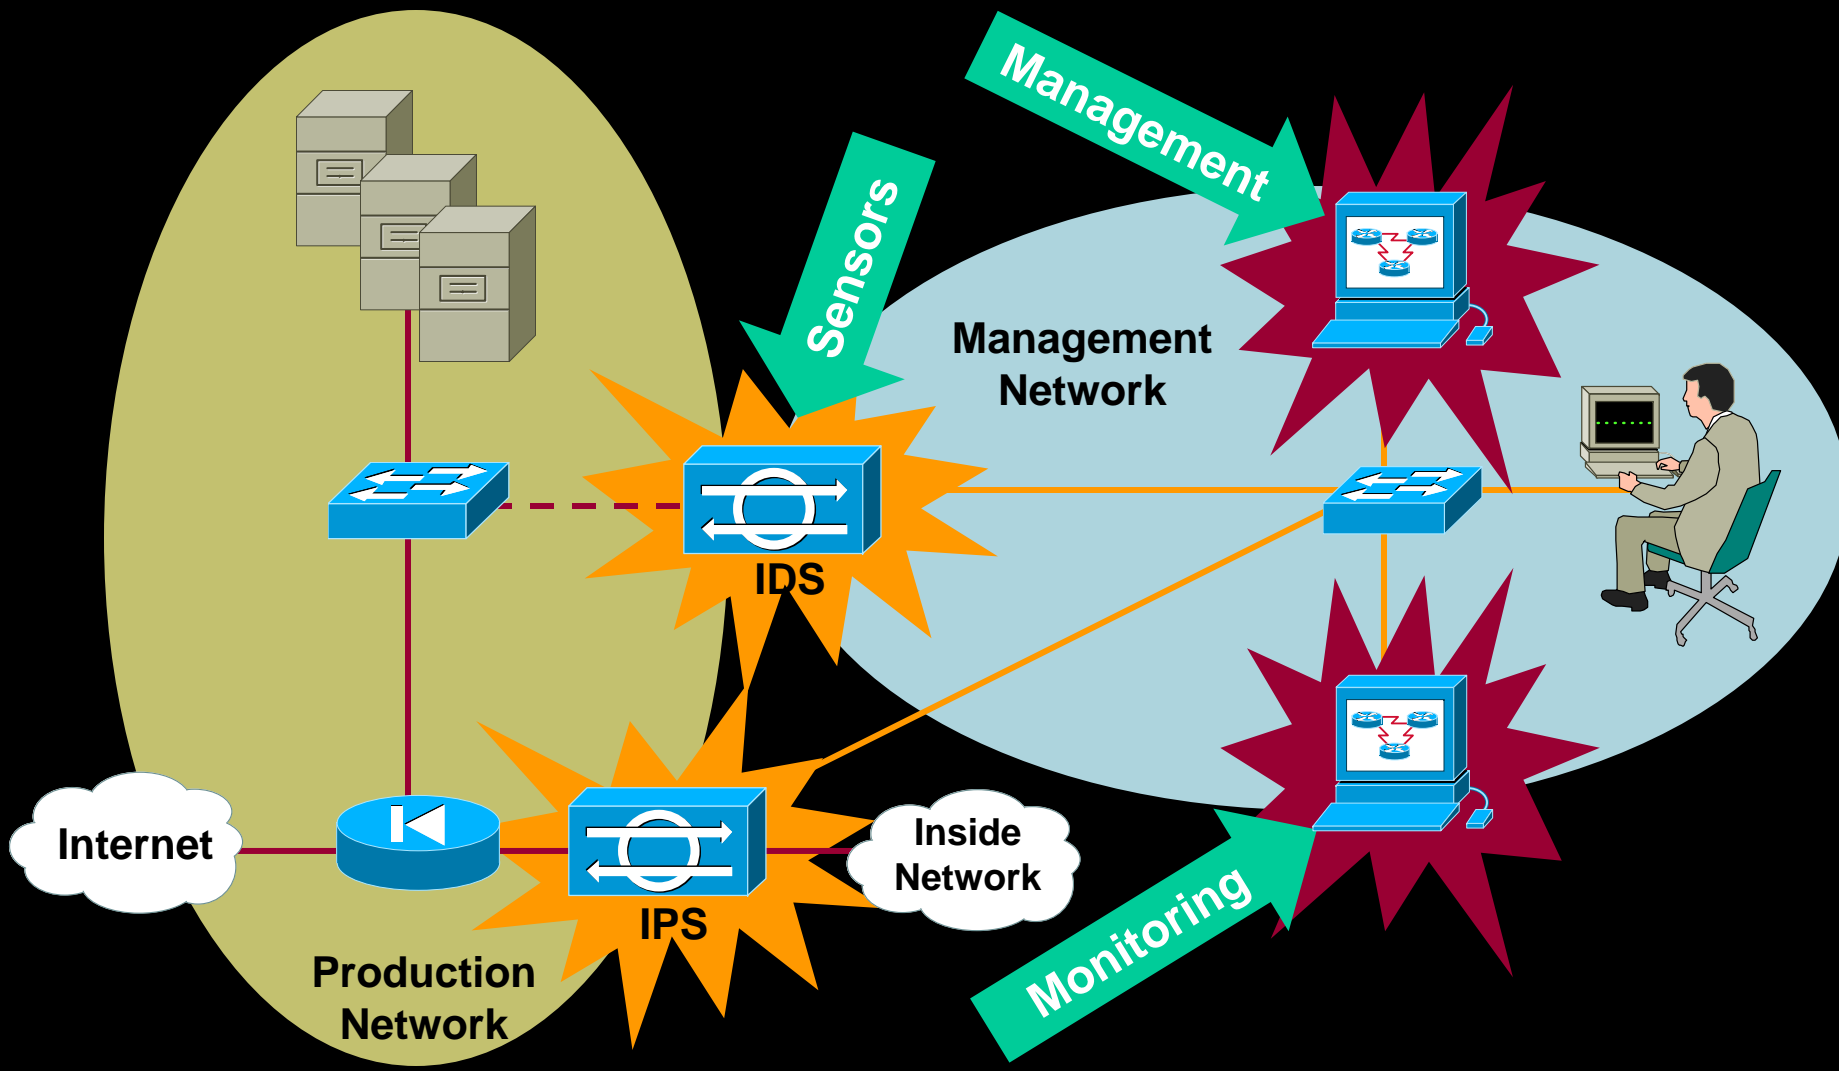 Management
Sensors
Management
Network
IDS
Internet
Inside
Network
IPS
Monitoring
Production
Network